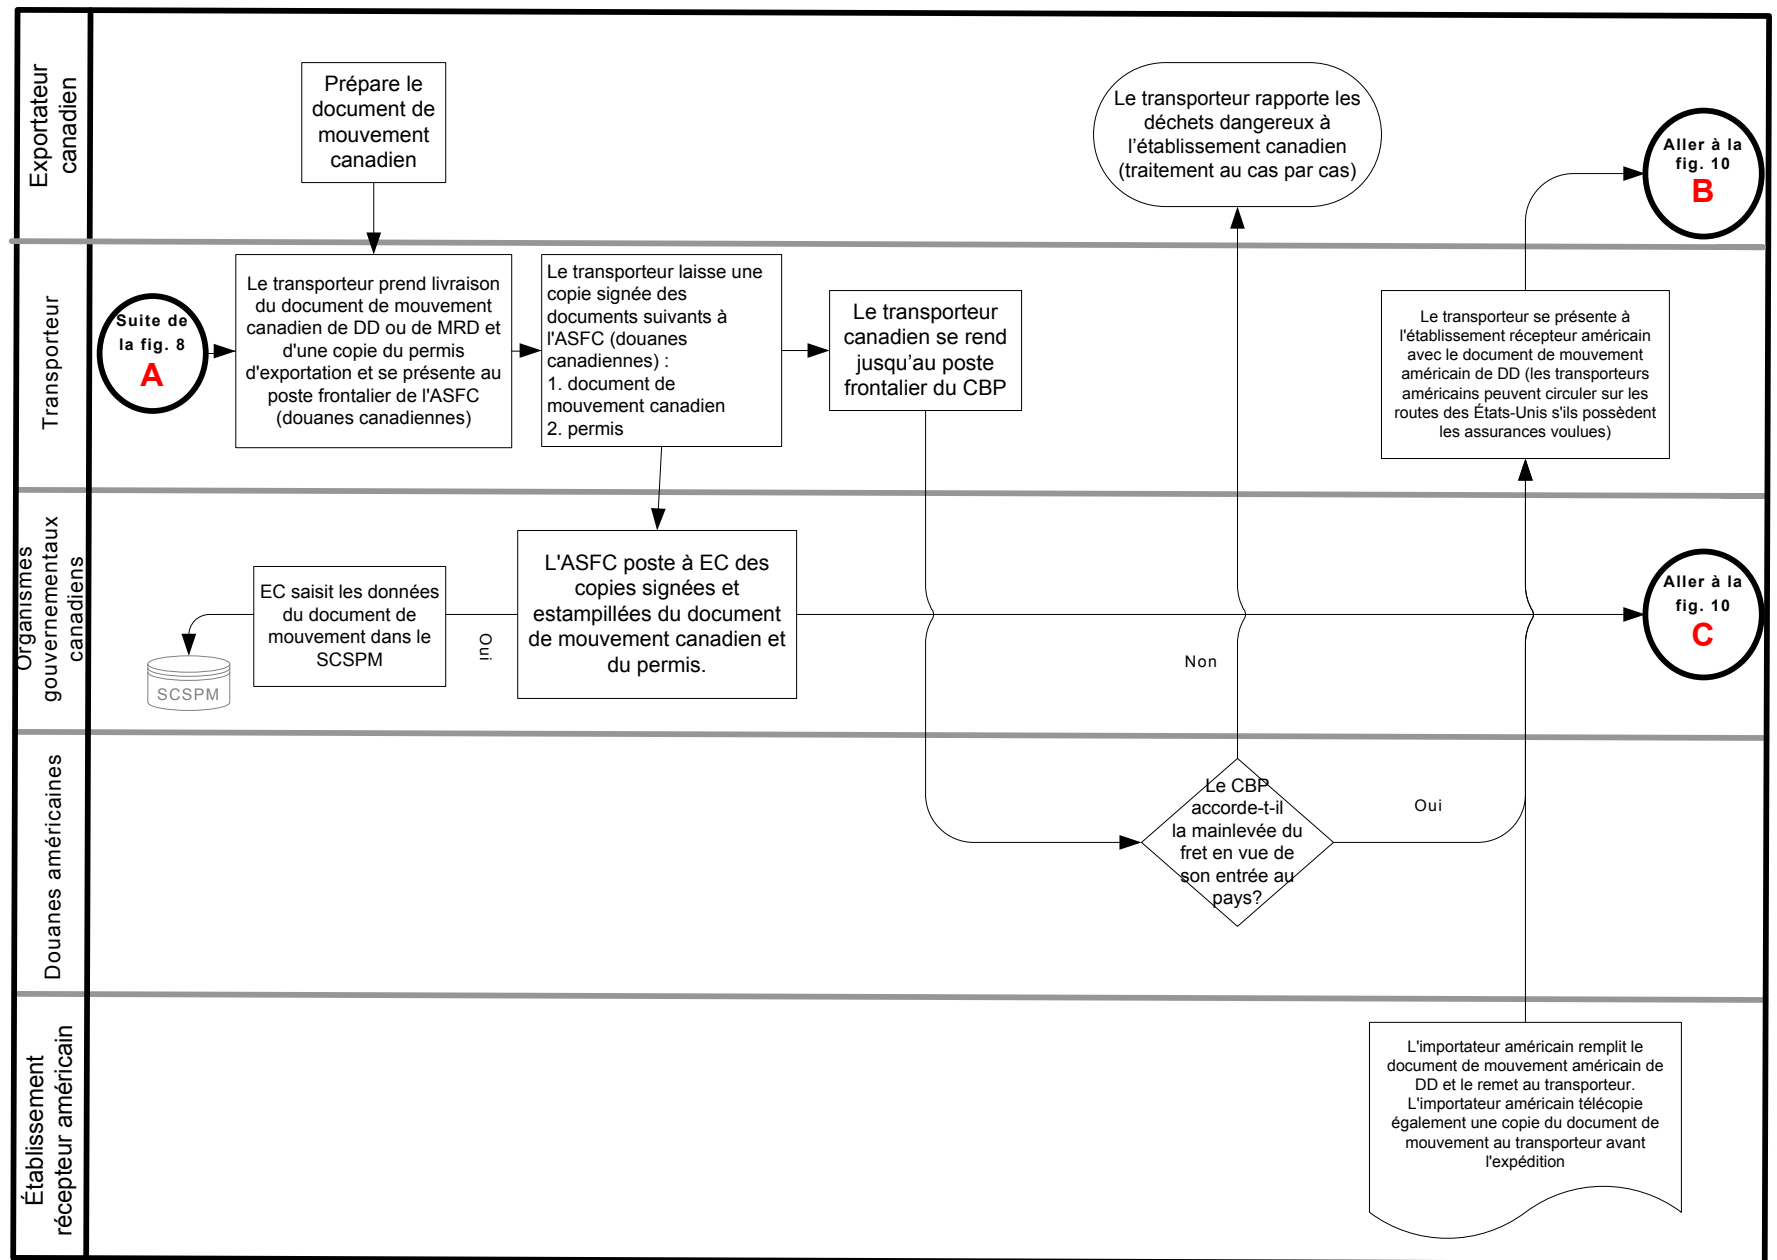 Exportateur
canadien
Prépare le
document de
mouvement
canadien
Le transporteur rapporte les
déchets dangereux à
l'établissement canadien
(traitement au cas par cas)
Aller à la
fig. 10
B
Transporteur
Suite de
la fig. 8
A
Le transporteur prend livraison
du document de mouvement
canadien de DD ou de MRD et
d'une copie du permis
d'exportation et se présente au
poste frontalier de l'ASFC
(douanes canadiennes)
Le transporteur laisse une
copie signée des
documents suivants à
l'ASFC (douanes
canadiennes) :
1. document de
mouvement canadien
2. permis
Le transporteur
canadien se rend
jusqu'au poste
frontalier du CBP
Le transporteur se présente à
l'établissement récepteur américain
avec le document de mouvement
américain de DD (les transporteurs
américains peuvent circuler sur les
routes des États-Unis s'ils possèdent
les assurances voulues)
Organismes
gouvernementaux
canadiens
SCSPM
EC saisit les données
du document de
mouvement dans le
SCSPM
Oui
L'ASFC poste à EC des
copies signées et
estampillées du document
de mouvement canadien et
du permis.
Non
Aller à la
fig. 10
C
Douanes américaines
Le CBP
accorde-t-il
la mainlevée du
fret en vue de
son entrée au
pays?
Oui
Établissement
récepteur américain
L'importateur américain remplit le
document de mouvement américain de
DD et le remet au transporteur.
L'importateur américain télécopie
également une copie du document de
mouvement au transporteur avant
l'expédition